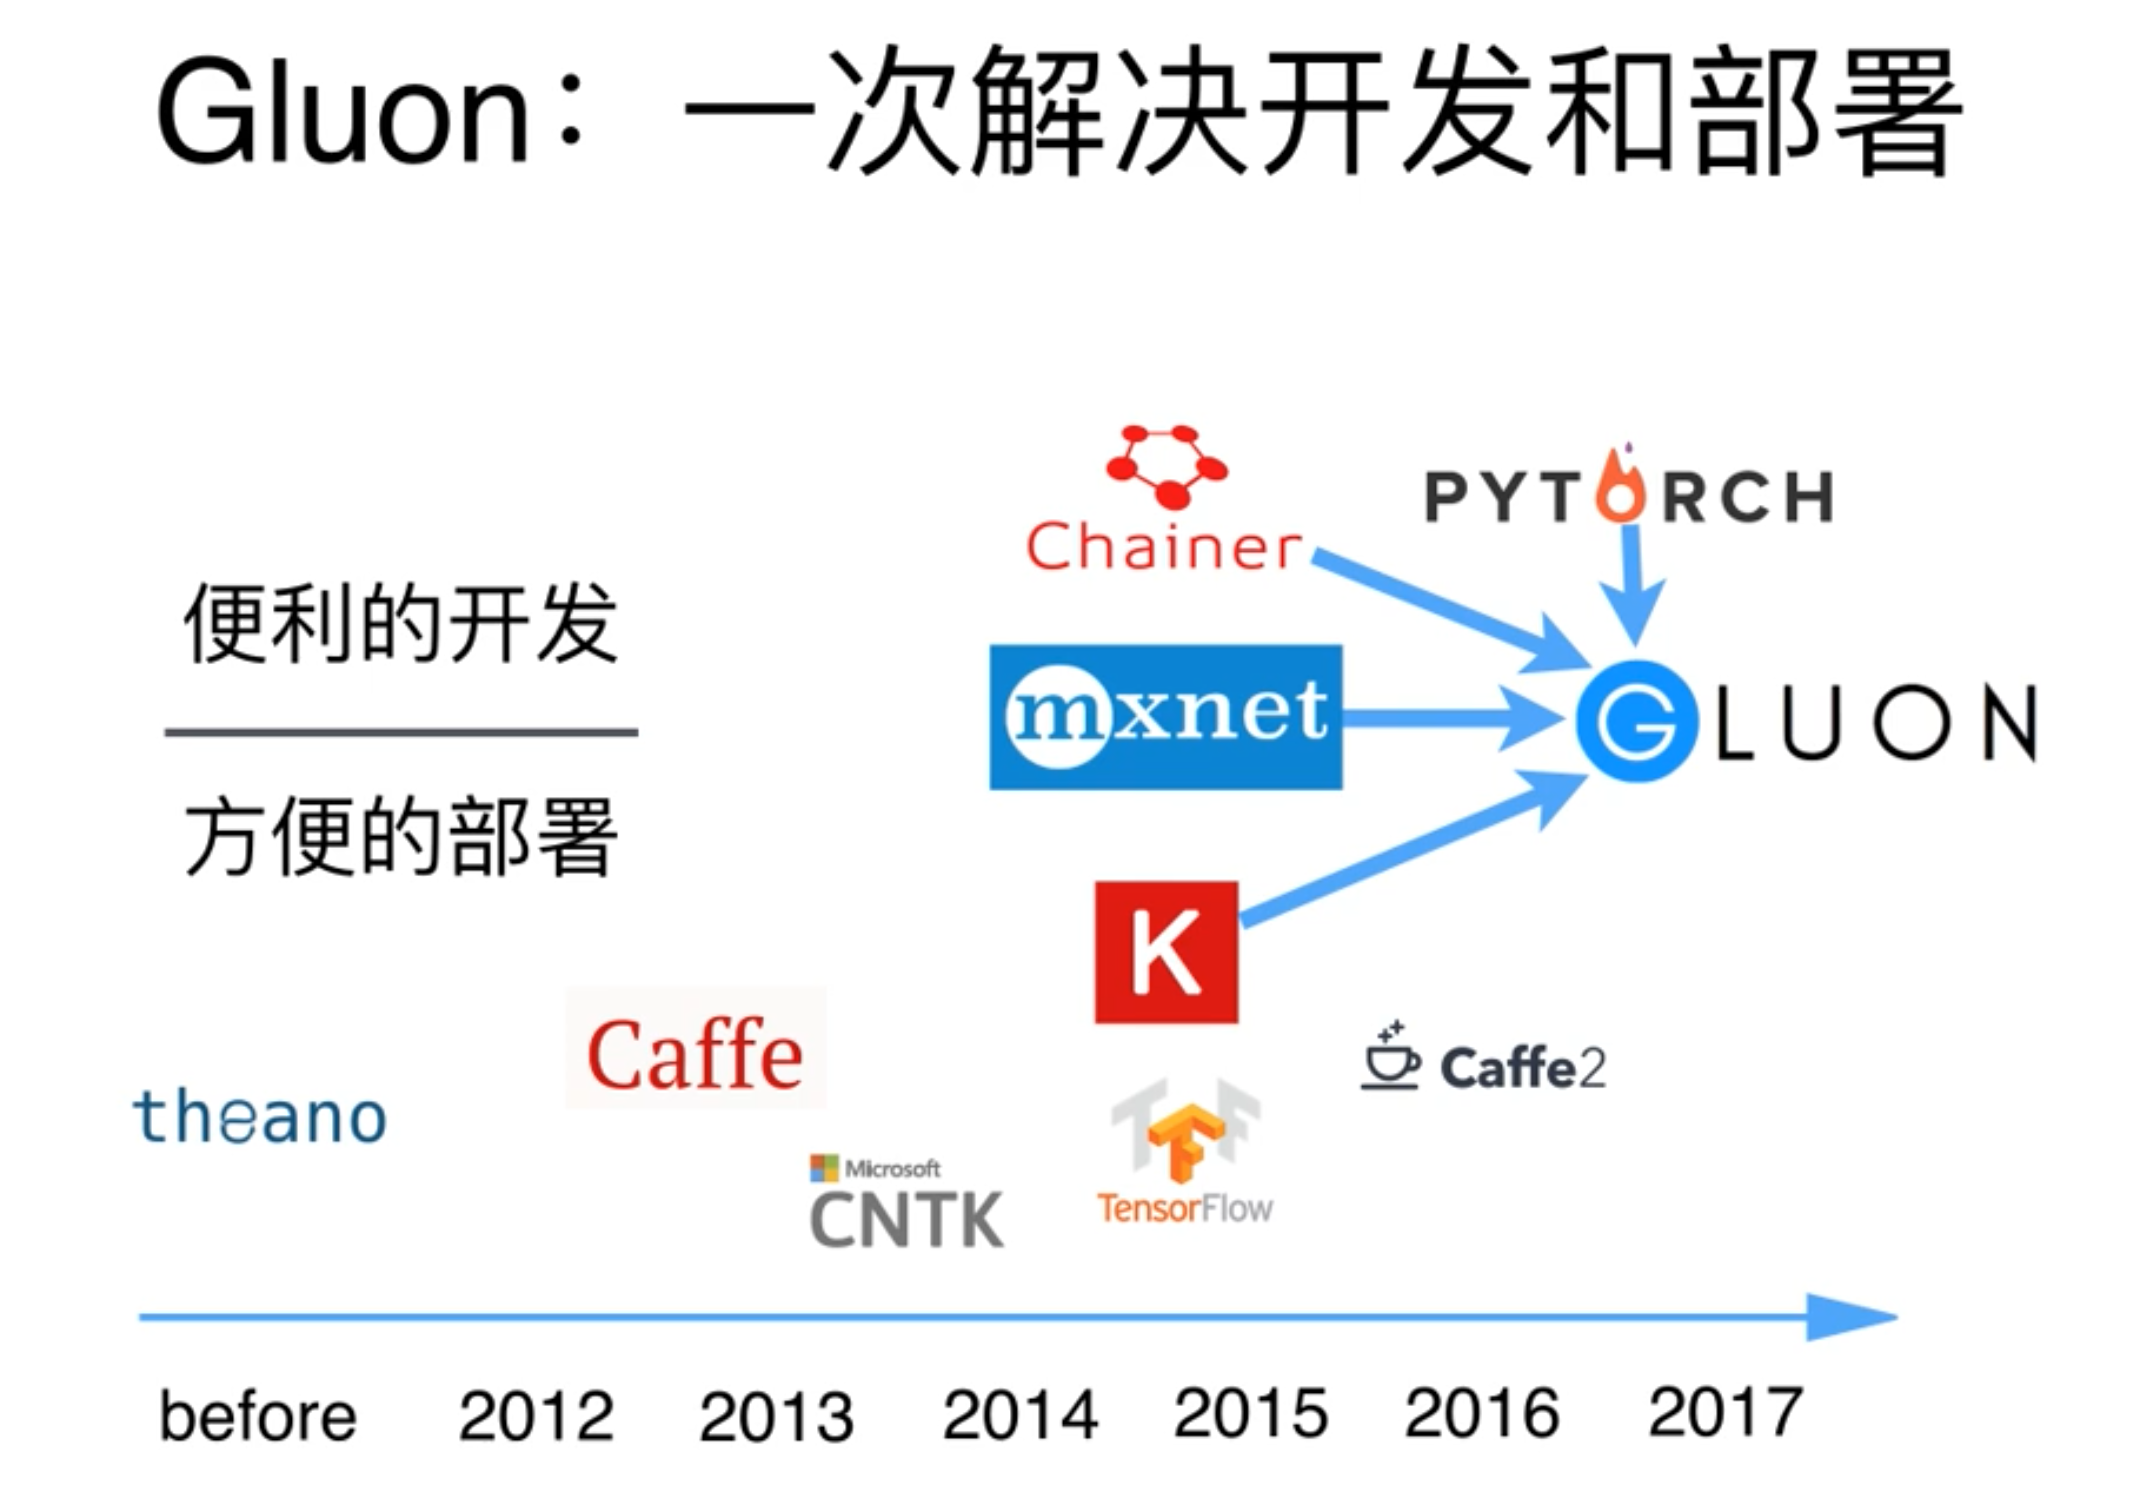 Gluon：一次解决开发和部署
Chainer
PYTORCH
便利的开发
mxnet
GLUON
方便的部署
K
Caffe
Caffe2
theano
TensorFlow
Microsoft
CNTK
before 2012 2013 2014 2015 2016 2017